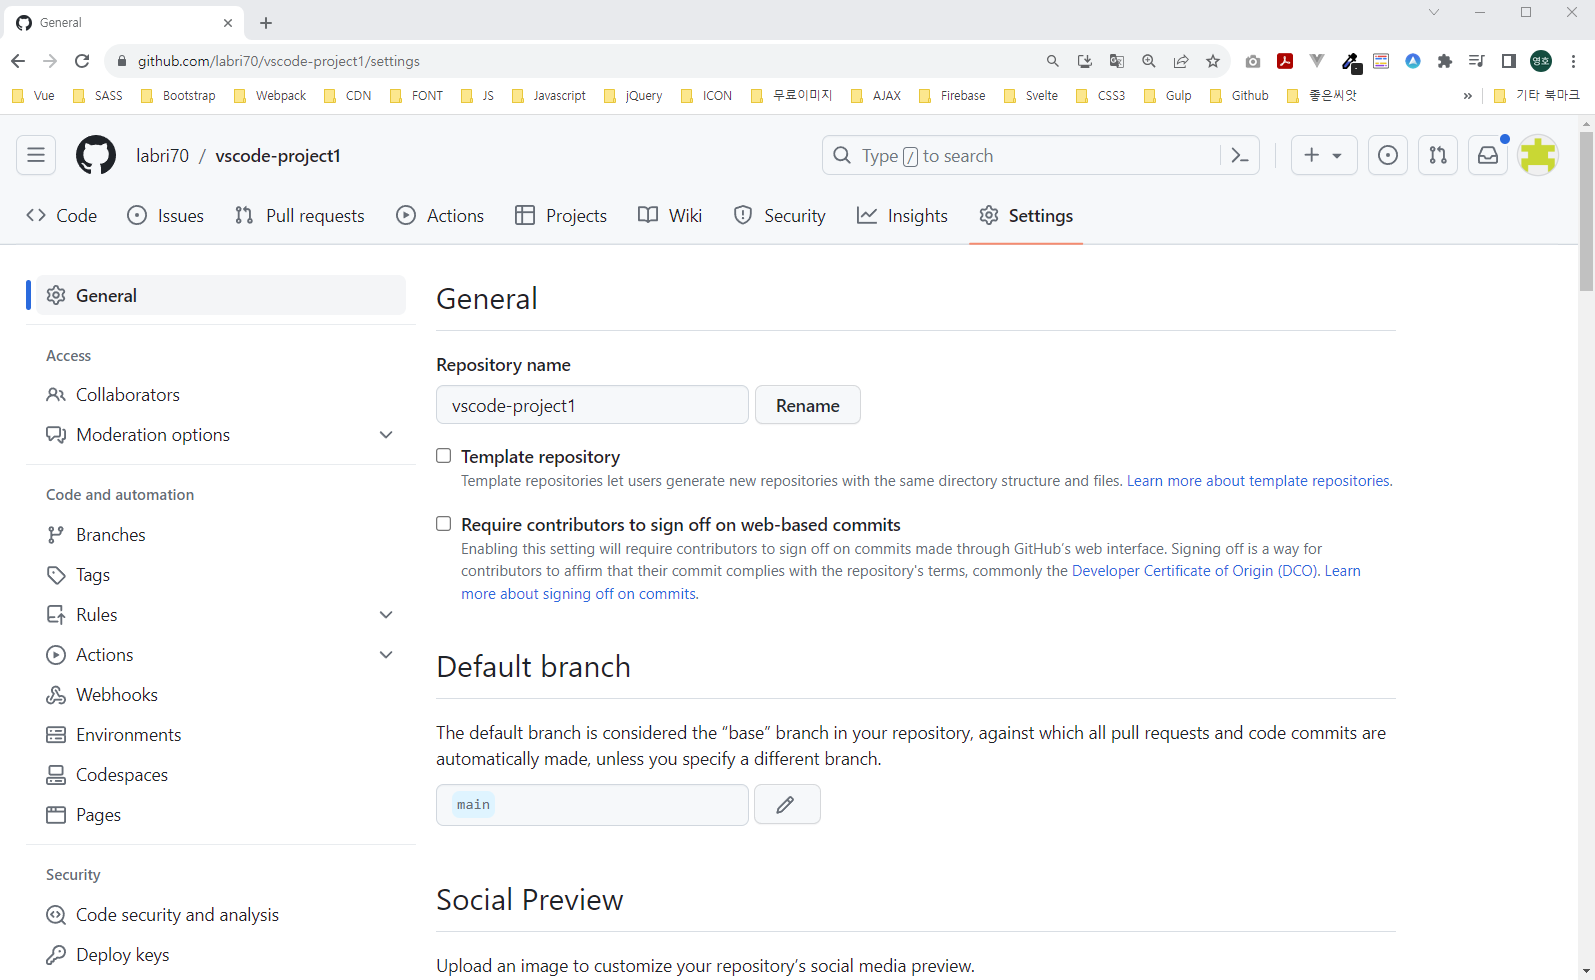 General
github.com/labri70/vscode-project1/settings
영호
Vue SASS Bootstrap Webpack CDN FONT JS Javascript jQuery ICON 무료이미지 AJAX Firebase Svelte CSS3 Gulp Github 좋은씨앗 » 기타 북마크
labri70 / vscode-project1
Type / to search
Code Issues Pull requests Actions Projects Wiki Security Insights Settings
General
Access
Collaborators
Moderation options
Code and automation
Branches
Tags
Rules
Actions
Webhooks
Environments
Codespaces
Pages
Security
Code security and analysis
Deploy keys
General
Repository name
vscode-project1 Rename
Template repository
Template repositories let users generate new repositories with the same directory structure and files. Learn more about template repositories.
Require contributors to sign off on web-based commits
Enabling this setting will require contributors to sign off on commits made through GitHub's web interface. Signing off is a way for
contributors to affirm that their commit complies with the repository's terms, commonly the Developer Certificate of Origin (DCO). Learn
more about signing off on commits.
Default branch
The default branch is considered the “base” branch in your repository, against which all pull requests and code commits are
automatically made, unless you specify a different branch.
main
Social Preview
Upload an image to customize your repository's social media preview.